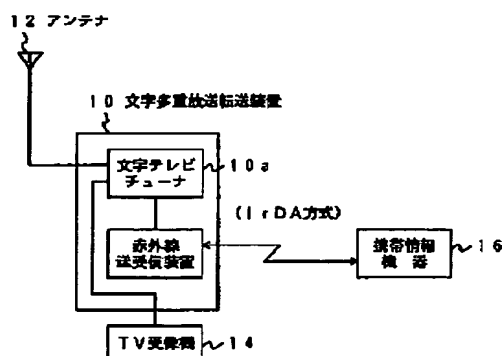 12 アンテナ
10 文字多重放送転送装置
文字テレビ
チューナ
10a
(IrDA方式)
赤外線
送受信装置
携帯情報
機器
16
TV受像機
14